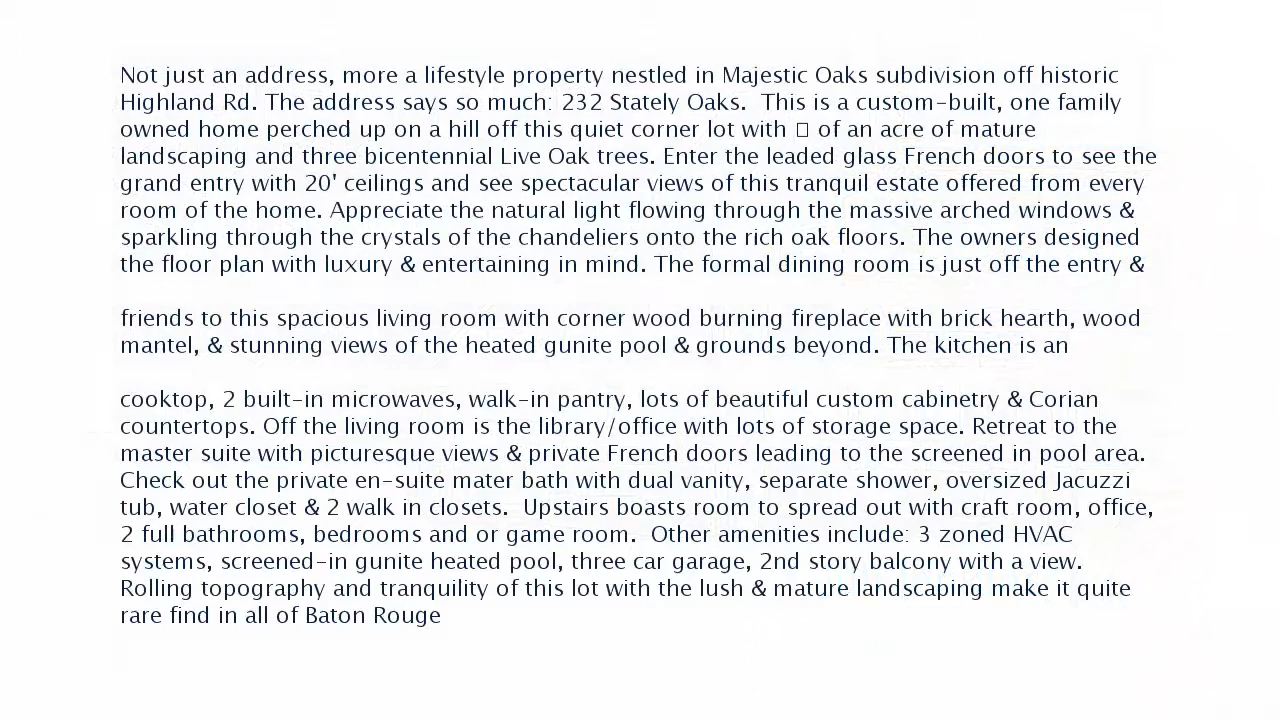 Not just an address, more a lifestyle property nestled in Majestic Oaks subdivision off historic
Highland Rd. The address says so much: 232 Stately Oaks.  This is a custom-built, one family
owned home perched up on a hill off this quiet corner lot with □ of an acre of mature
landscaping and three bicentennial Live Oak trees. Enter the leaded glass French doors to see the
grand entry with 20' ceilings and see spectacular views of this tranquil estate offered from every
room of the home. Appreciate the natural light flowing through the massive arched windows &
sparkling through the crystals of the chandeliers onto the rich oak floors. The owners designed
the floor plan with luxury & entertaining in mind. The formal dining room is just off the entry &
friends to this spacious living room with corner wood burning fireplace with brick hearth, wood
mantel, & stunning views of the heated gunite pool & grounds beyond. The kitchen is an
cooktop, 2 built-in microwaves, walk-in pantry, lots of beautiful custom cabinetry & Corian
countertops. Off the living room is the library/office with lots of storage space. Retreat to the
master suite with picturesque views & private French doors leading to the screened in pool area.
Check out the private en-suite mater bath with dual vanity, separate shower, oversized Jacuzzi
tub, water closet & 2 walk in closets.  Upstairs boasts room to spread out with craft room, office,
2 full bathrooms, bedrooms and or game room.  Other amenities include: 3 zoned HVAC
systems, screened-in gunite heated pool, three car garage, 2nd story balcony with a view.
Rolling topography and tranquility of this lot with the lush & mature landscaping make it quite
rare find in all of Baton Rouge